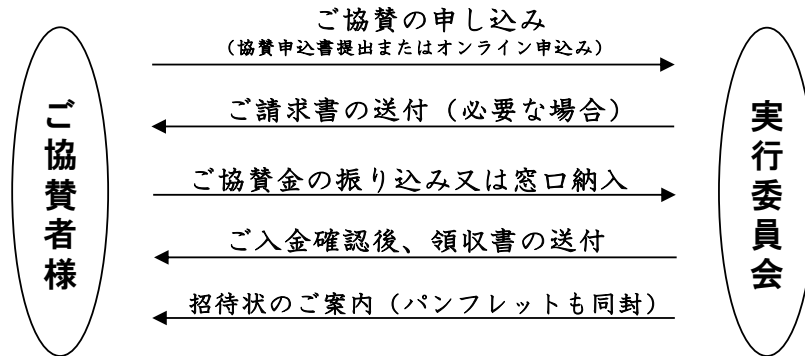 ご協賛の申し込み
（協賛申込書提出またはオンライン申込み）
ご請求書の送付（必要な場合）
ご協賛金の振り込み又は窓口納入
ご入金確認後、領収書の送付
招待状のご案内（パンフレットも同封）
ご協賛者様
実行委員会